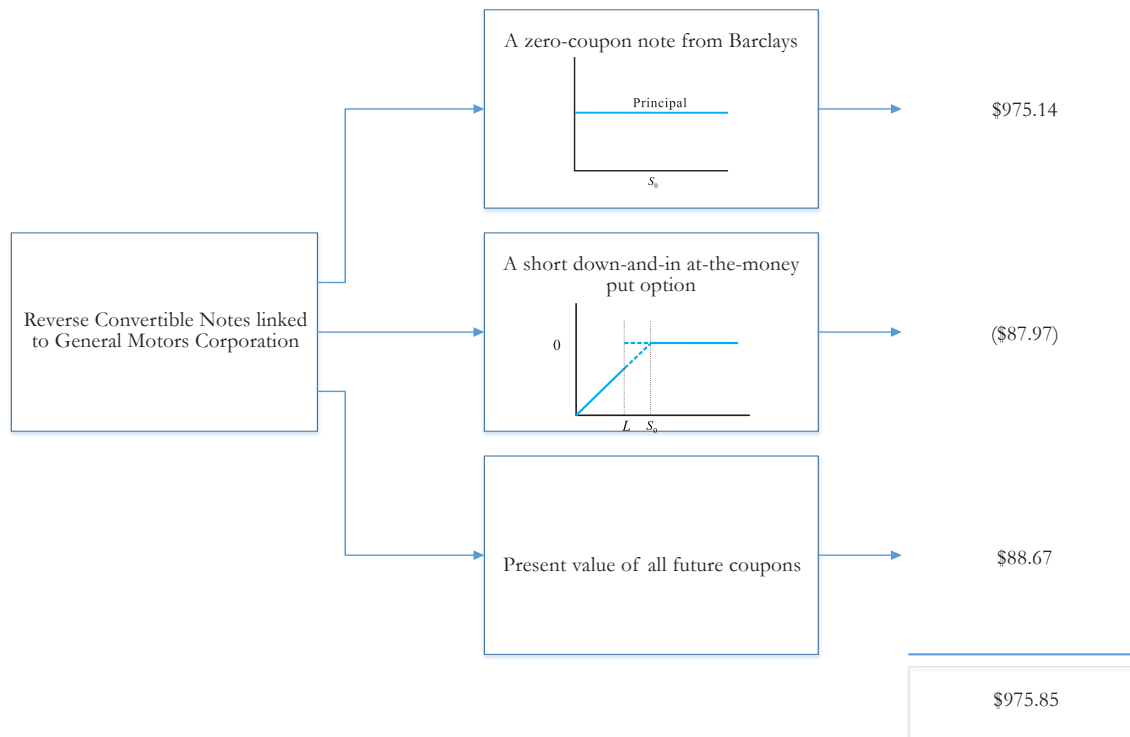 A zero-coupon note from Barclays
Principal
S₀
$975.14
Reverse Convertible Notes linked
to General Motors Corporation
A short down-and-in at-the-money
put option
0
L S₀
($87.97)
Present value of all future coupons
$88.67
$975.85